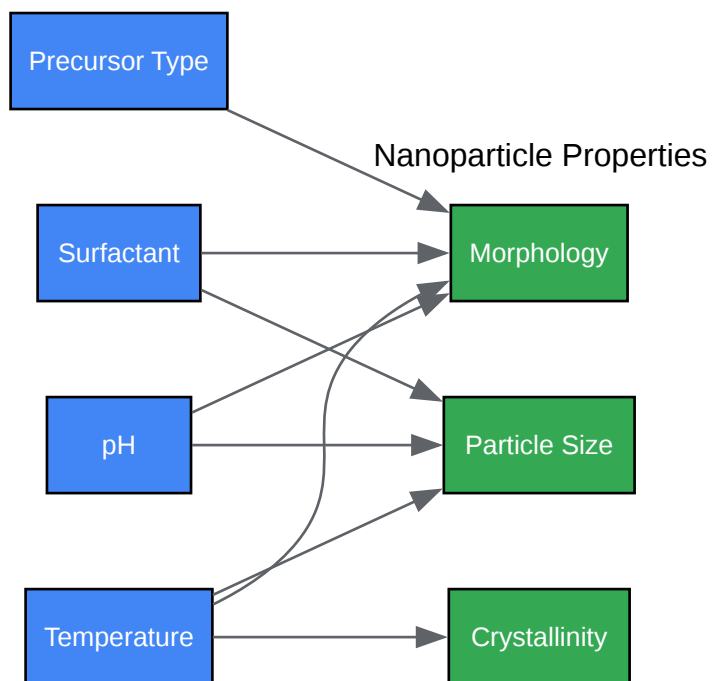 Precursor Type
Nanoparticle Properties
Surfactant
Morphology
pH
Particle Size
Temperature
Crystallinity